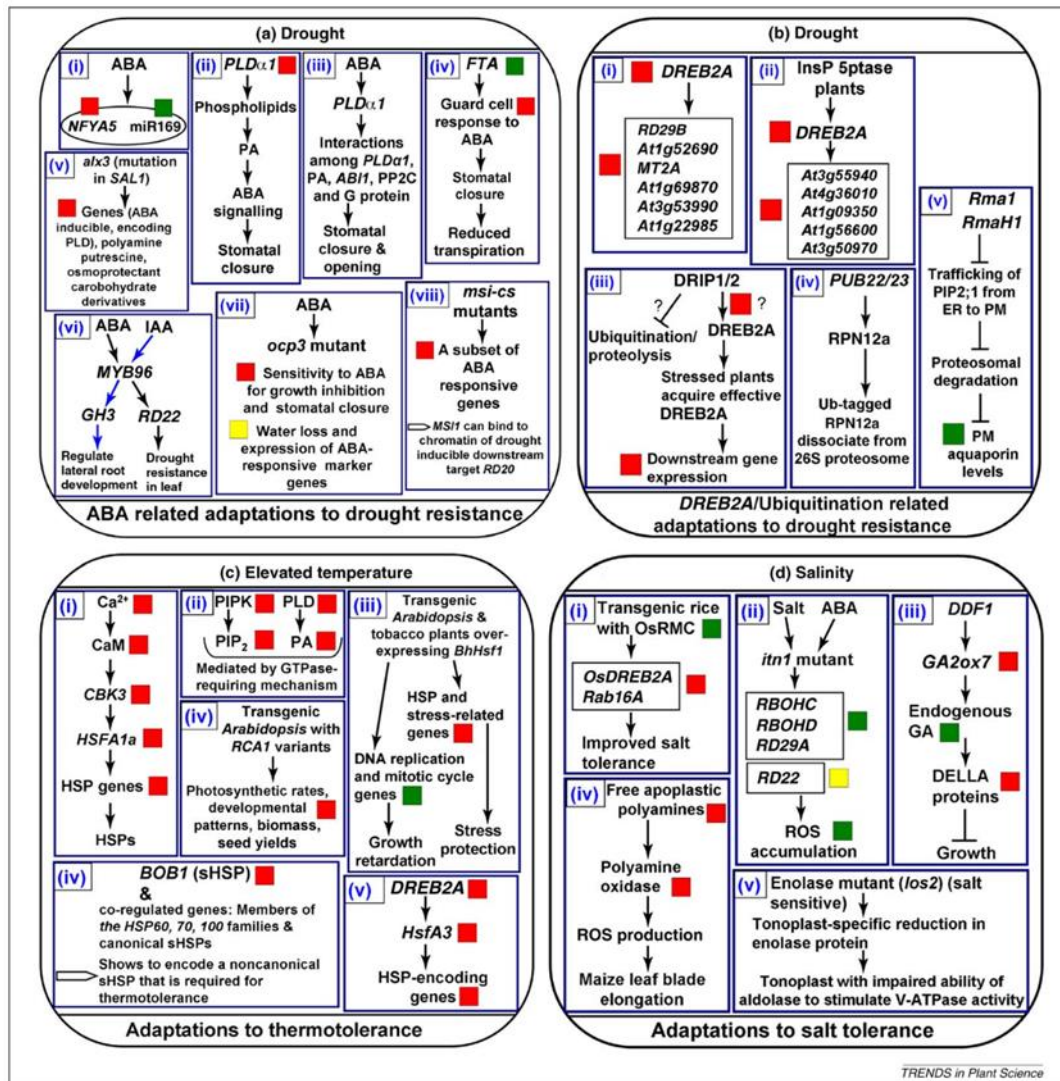 (a) Drought
(i)
ABA
NFYA5 miR169
(ii)
PLDα1
Phospholipids
PA
ABA
signalling
Stomatal
closure
(iii)
ABA
PLDα1
Interactions
among PLDα1,
PA, ABI1, PP2C
and G protein
Stomatal
closure &
opening
(iv)
FTA
Guard cell
response to
ABA
Stomatal
closure
Reduced
transpiration
(v)
alx3 (mutation
in SAL1)
Genes (ABA
inducible, encoding
PLD), polyamine
putrescine,
osmoprotectant
carobohydrate
derivatives
(vi)
ABA IAA
MYB96
GH3 RD22
Regulate
lateral root
development
Drought
resistance
in leaf
(vii)
ABA
ocp3 mutant
Sensitivity to ABA
for growth inhibition
and stomatal closure
Water loss and
expression of ABA-
responsive marker
genes
(viii)
msi-cs
mutants
A subset of
ABA
responsive
genes
MSI1 can bind to
chromatin of drought
inducible downstream
target RD20
ABA related adaptations to drought resistance
(b) Drought
(i)
DREB2A
RD29B
At1g52690
MT2A
At1g69870
At3g53990
At1g22985
(ii)
InsP 5ptase
plants
DREB2A
At3g55940
At4g36010
At1g09350
At1g56600
At3g50970
(iii)
DRIP1/2
? ?
Ubiquitination/
proteolysis
DREB2A
Stressed plants
acquire effective
DREB2A
Downstream gene
expression
(iv)
PUB22/23
RPN12a
Ub-tagged
RPN12a
dissociate from
26S proteosome
(v)
Rma1
RmaH1
Trafficking of
PIP2;1 from
ER to PM
Proteosomal
degradation
PM
aquaporin
levels
DREB2A/Ubiquitination related
adaptations to drought resistance
(c) Elevated temperature
(i)
Ca²⁺
CaM
CBK3
HSFA1a
HSP genes
HSPs
(ii)
PIPK PLD
PIP₂ PA
Mediated by GTPase-
requiring mechanism
(iii)
Transgenic
Arabidopsis &
tobacco plants over-
expressing BhHsf1
HSP and
stress-related
genes
DNA replication
and mitotic cycle
genes
Growth
retardation
Stress
protection
(iv)
Transgenic
Arabidopsis with
RCA1 variants
Photosynthetic rates,
developmental
patterns, biomass,
seed yields
(iv)
BOB1 (sHSP)
&
co-regulated genes: Members of
the HSP60, 70, 100 families &
canonical sHSPs
Shows to encode a noncanonical
sHSP that is required for
thermotolerance
(v)
DREB2A
HsfA3
HSP-encoding
genes
Adaptations to thermotolerance
(d) Salinity
(i)
Transgenic rice
with OsRMC
OsDREB2A
Rab16A
Improved salt
tolerance
(ii)
Salt ABA
itn1 mutant
RBOHC
RBOHD
RD29A
RD22
ROS
accumulation
(iii)
DDF1
GA2ox7
Endogenous
GA
DELLA
proteins
Growth
(iv)
Free apoplastic
polyamines
Polyamine
oxidase
ROS production
Maize leaf blade
elongation
(v)
Enolase mutant (los2) (salt
sensitive)
Tonoplast-specific reduction in
enolase protein
Tonoplast with impaired ability of
aldolase to stimulate V-ATPase activity
Adaptations to salt tolerance
TRENDS in Plant Science